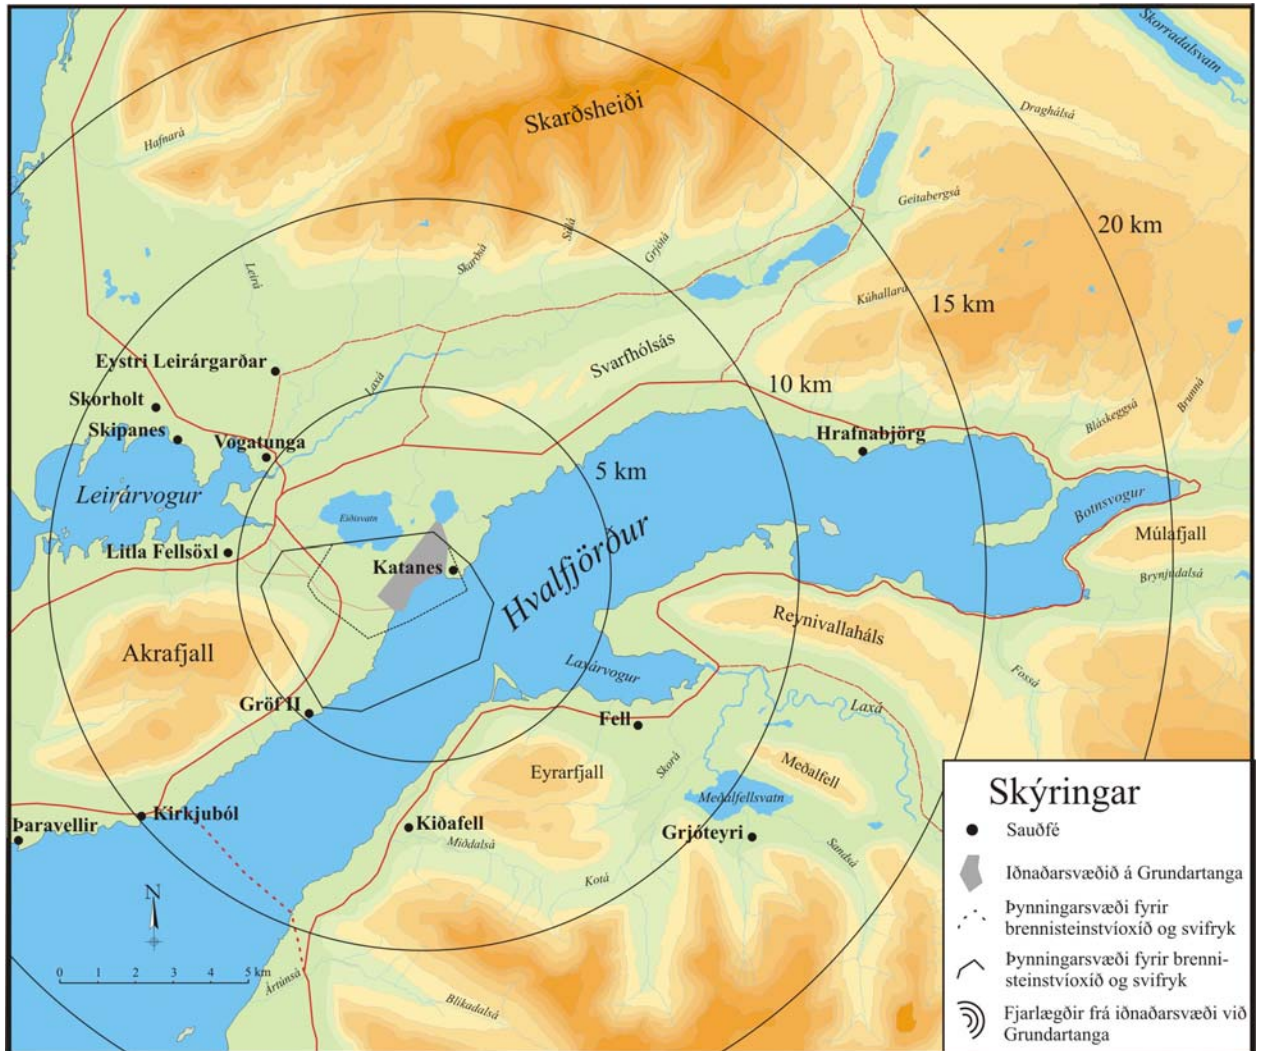 Skorradalsvatn
Hafnará
Skarðsheiði
Draghálsá
Geitabergsá
20 km
Leirá
Skarðsá
Súlá
Grjótá
Kúhallará
15 km
Eystri Leirárgarðar
Laxá
Svarfhólsás
10 km
Brunná
Skorholt
Bláskeggsá
Skipanes
Vogatunga
Hrafnabjörg
5 km
Leirárvogur
Eiðisvatn
Botnsvogur
Múlafjall
Litla Fellsöxl
Katanes
Hvalfjörður
Brynjudalsá
Reynivallaháls
Akrafjall
Laxárvogur
Fossá
Gröf II
Fell
Laxá
Skorá
Eyrarfjall
Meðalfell
Meðalfellsvatn
Kirkjuból
Þaravellir
Kiðafell
Miðdalsá
Grjóteyri
Sandsá
Kotá
N
0 1 2 3 4 5 km
Ártúnsá
Blikadalsá
Skýringar
Sauðfé
Iðnaðarsvæðið á Grundartanga
Þynningarsvæði fyrir
brennisteinstvíoxíð og svifryk
Þynningarsvæði fyrir brenni-
steinstvíoxíð og svifryk
Fjarlægðir frá iðnaðarsvæði við
Grundartanga